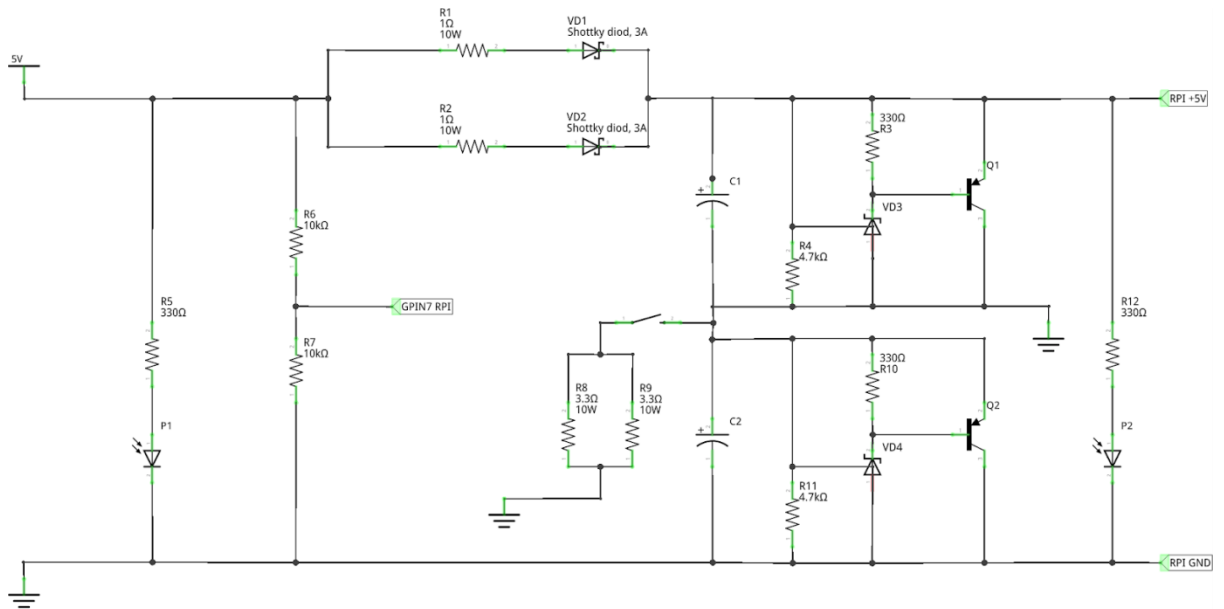 5V
R1
1Ω
10W
VD1
Shottky diod, 3A
R2
1Ω
10W
VD2
Shottky diod, 3A
RPI +5V
330Ω
R3
Q1
C1
VD3
R4
4.7kΩ
R6
10kΩ
R5
330Ω
GPIN7 RPI
R12
330Ω
R7
10kΩ
330Ω
R10
R8
3.3Ω
10W
R9
3.3Ω
10W
Q2
P1
C2
VD4
P2
R11
4.7kΩ
RPI GND